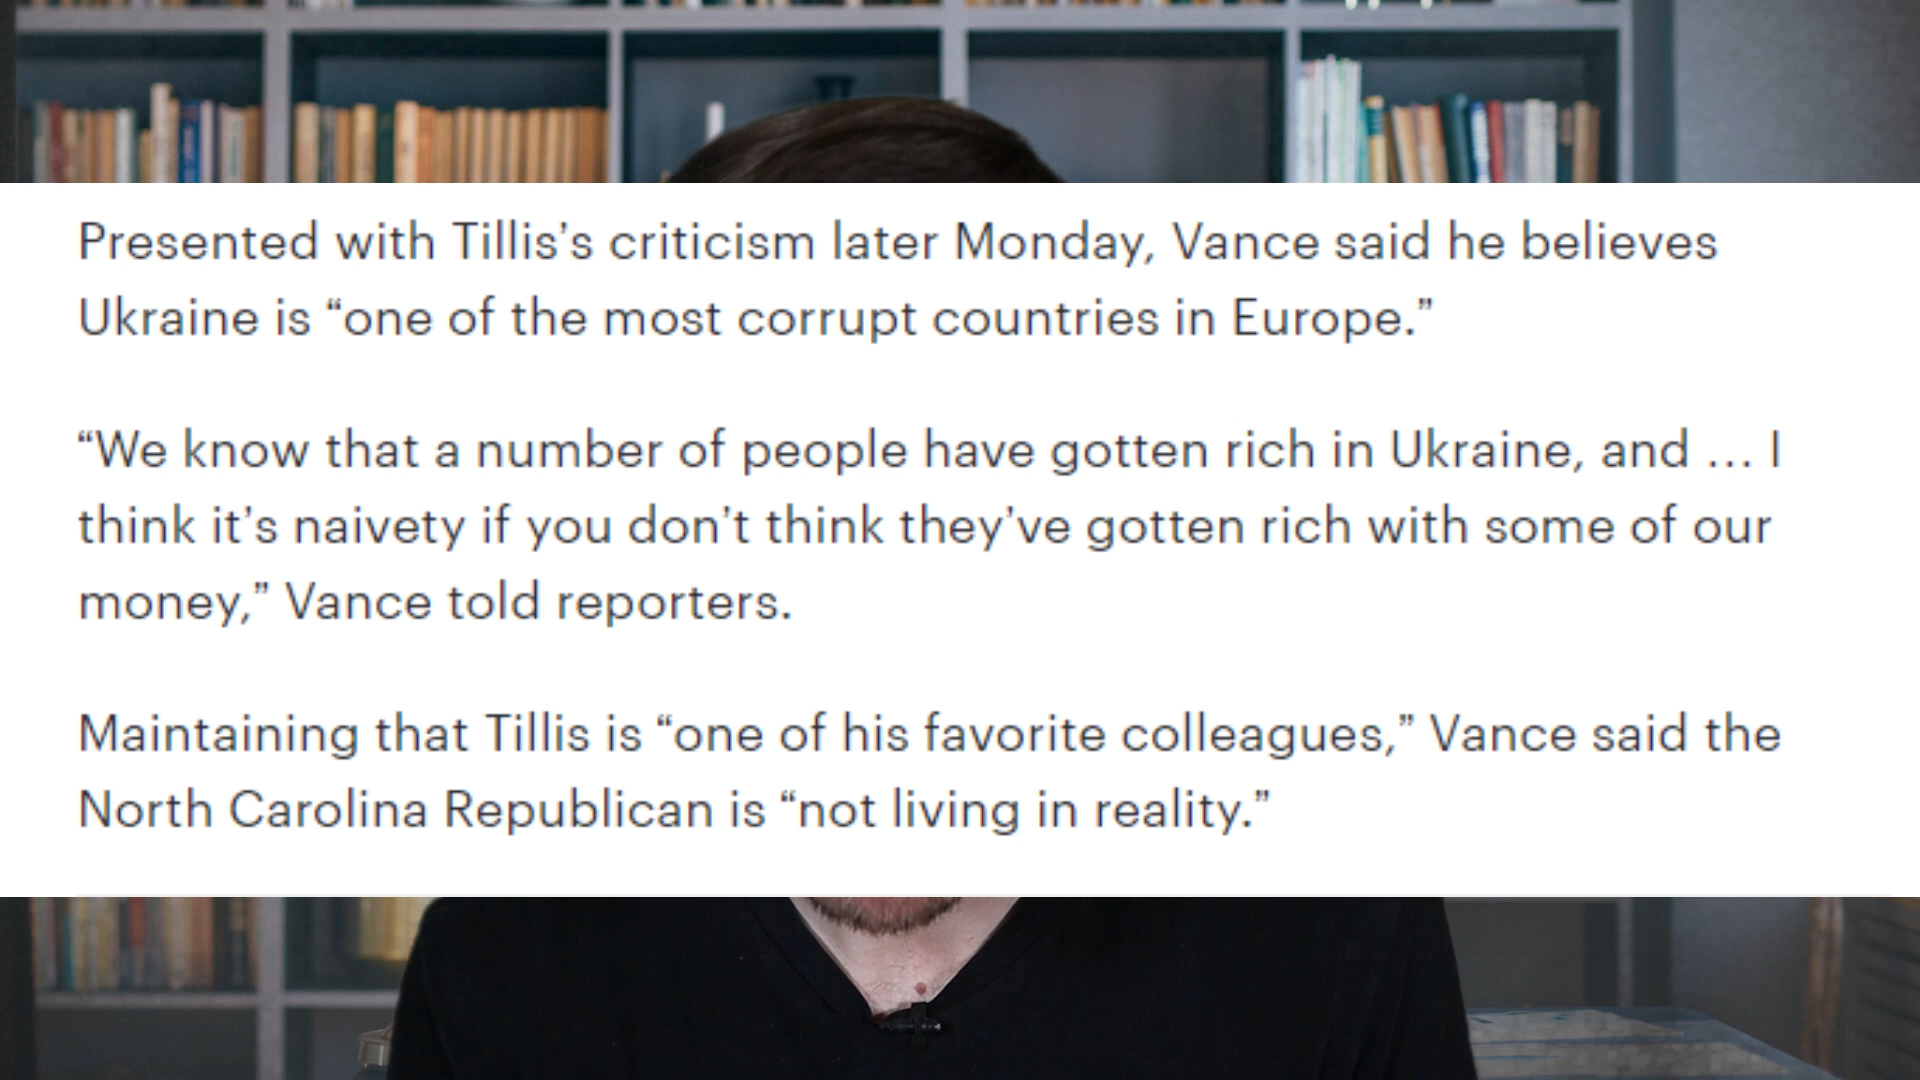 Presented with Tillis’s criticism later Monday, Vance said he believes
Ukraine is “one of the most corrupt countries in Europe.”
“We know that a number of people have gotten rich in Ukraine, and … I
think it’s naivety if you don’t think they’ve gotten rich with some of our
money,” Vance told reporters.
Maintaining that Tillis is “one of his favorite colleagues,” Vance said the
North Carolina Republican is “not living in reality.”